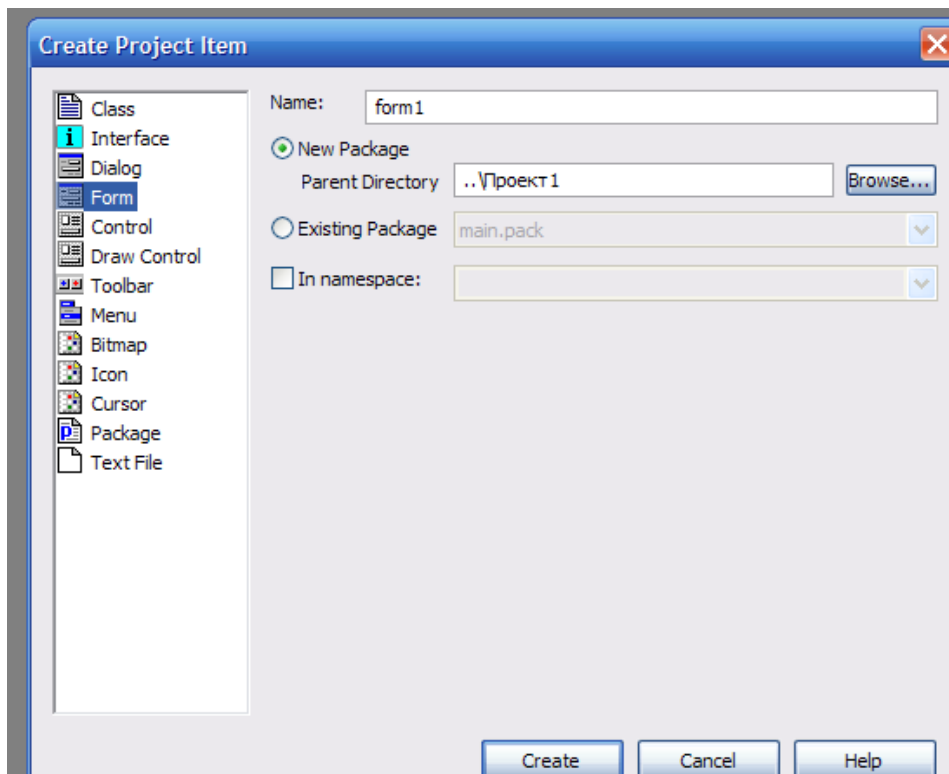 Create Project Item
Class
Interface
Dialog
Form
Control
Draw Control
Toolbar
Menu
Bitmap
Icon
Cursor
Package
Text File
Name: form1
New Package
Parent Directory ..\Проект1 Browse...
Existing Package main.pack
In namespace:
Create Cancel Help